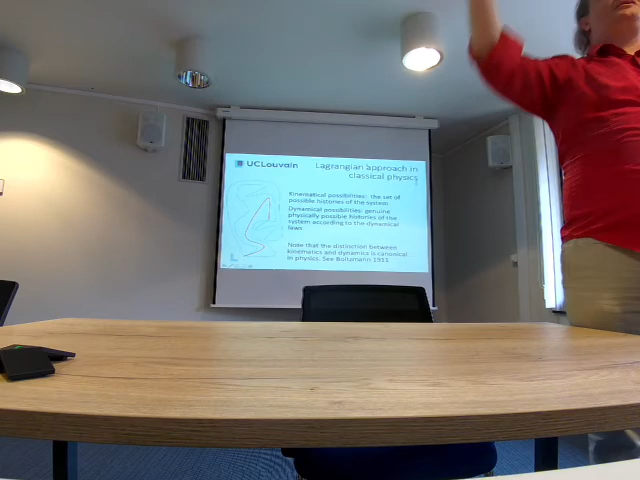 UCLouvain
Lagrangian approach in
classical physics
Kinematical possibilities: the set of
possible histories of the system
Dynamical possibilities: genuine
physically possible histories of the
system according to the dynamical
laws
Note that the distinction between
kinematics and dynamics is canonical
in physics. See Boltzmann 1911
L